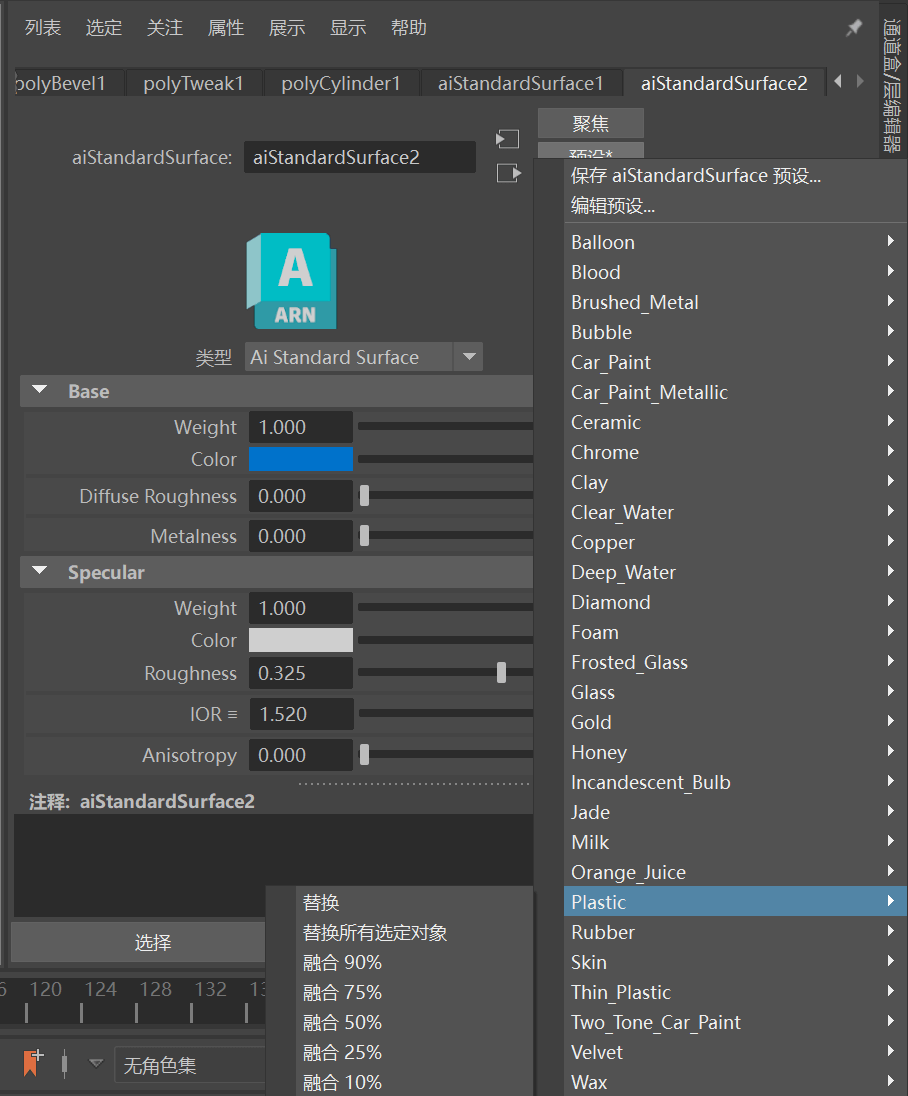 列表 选定 关注 属性 展示 显示 帮助
通道盒/层编辑器
polyBevel1 polyTweak1 polyCylinder1 aiStandardSurface1 aiStandardSurface2
聚焦
aiStandardSurface: aiStandardSurface2
预设*
保存 aiStandardSurface 预设...
编辑预设...
A
ARN
类型 Ai Standard Surface
Base
Weight 1.000
Color
Diffuse Roughness 0.000
Metalness 0.000
Specular
Weight 1.000
Color
Roughness 0.325
IOR ≡ 1.520
Anisotropy 0.000
注释: aiStandardSurface2
选择
Balloon
Blood
Brushed_Metal
Bubble
Car_Paint
Car_Paint_Metallic
Ceramic
Chrome
Clay
Clear_Water
Copper
Deep_Water
Diamond
Foam
Frosted_Glass
Glass
Gold
Honey
Incandescent_Bulb
Jade
Milk
Orange_Juice
Plastic
Rubber
Skin
Thin_Plastic
Two_Tone_Car_Paint
Velvet
Wax
替换
替换所有选定对象
融合 90%
融合 75%
融合 50%
融合 25%
融合 10%
120 124 128 132
无角色集